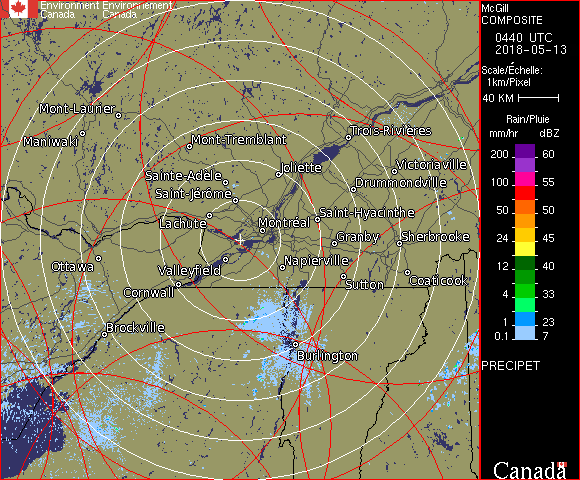 Environment Environnement
Canada Canada
Mont-Laurier
Maniwaki
Mont-Tremblant
Trois-Rivières
Sainte-Adèle
Joliette
Victoriaville
Saint-Jérôme
Drummondville
Lachute
Montréal
Saint-Hyacinthe
Granby
Sherbrooke
Ottawa
Valleyfield
Napierville
Cornwall
Sutton
Coaticook
Brockville
Burlington
McGill
COMPOSITE
0440 UTC
2018-05-13
Scale/Échelle:
1km/Pixel
40 KM
Rain/Pluie
mm/hr dBZ
200 60
100 55
50 50
24 45
12 40
4 33
1 23
0.1 7
PRECIPET
Canada